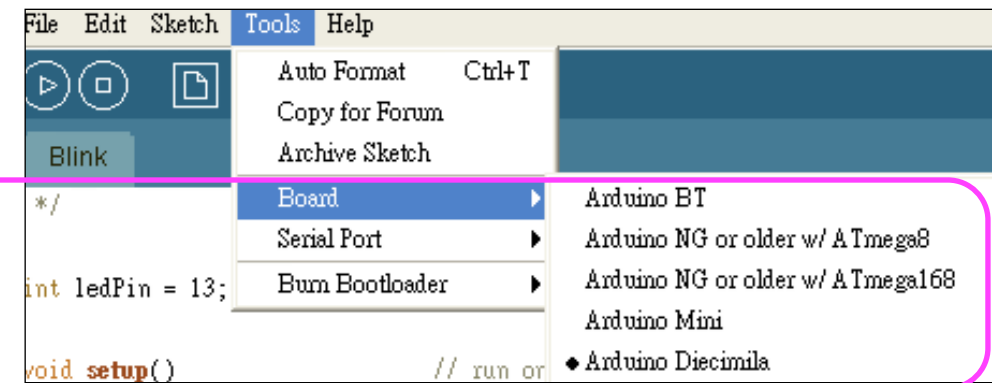 File Edit Sketch Tools Help
Auto Format Ctrl+T
Copy for Forum
Blink Archive Sketch
*/ Board Arduino BT
Serial Port Arduino NG or older w/ ATmega8
int ledPin = 13; Burn Bootloader Arduino NG or older w/ ATmega168
Arduino Mini
void setup() // run on Arduino Diecimila